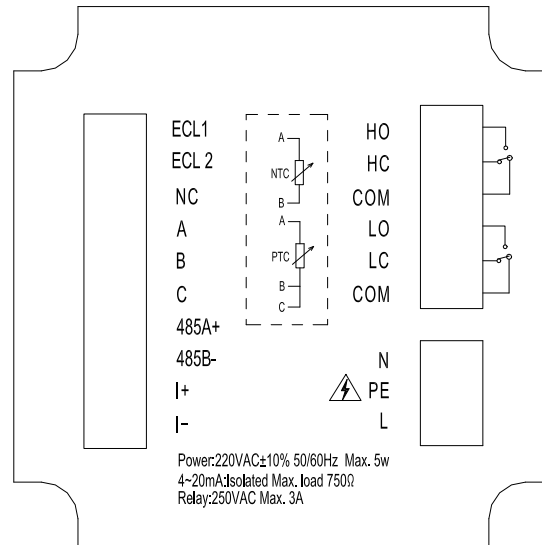 ECL1
ECL 2
NC
A
B
C
485A+
485B-
I+
I-
A
NTC
B
A
PTC
B
C
HO
HC
COM
LO
LC
COM
N
PE
L
Power:220VAC±10% 50/60Hz Max. 5w
4~20mA:Isolated Max. load 750Ω
Relay:250VAC Max. 3A